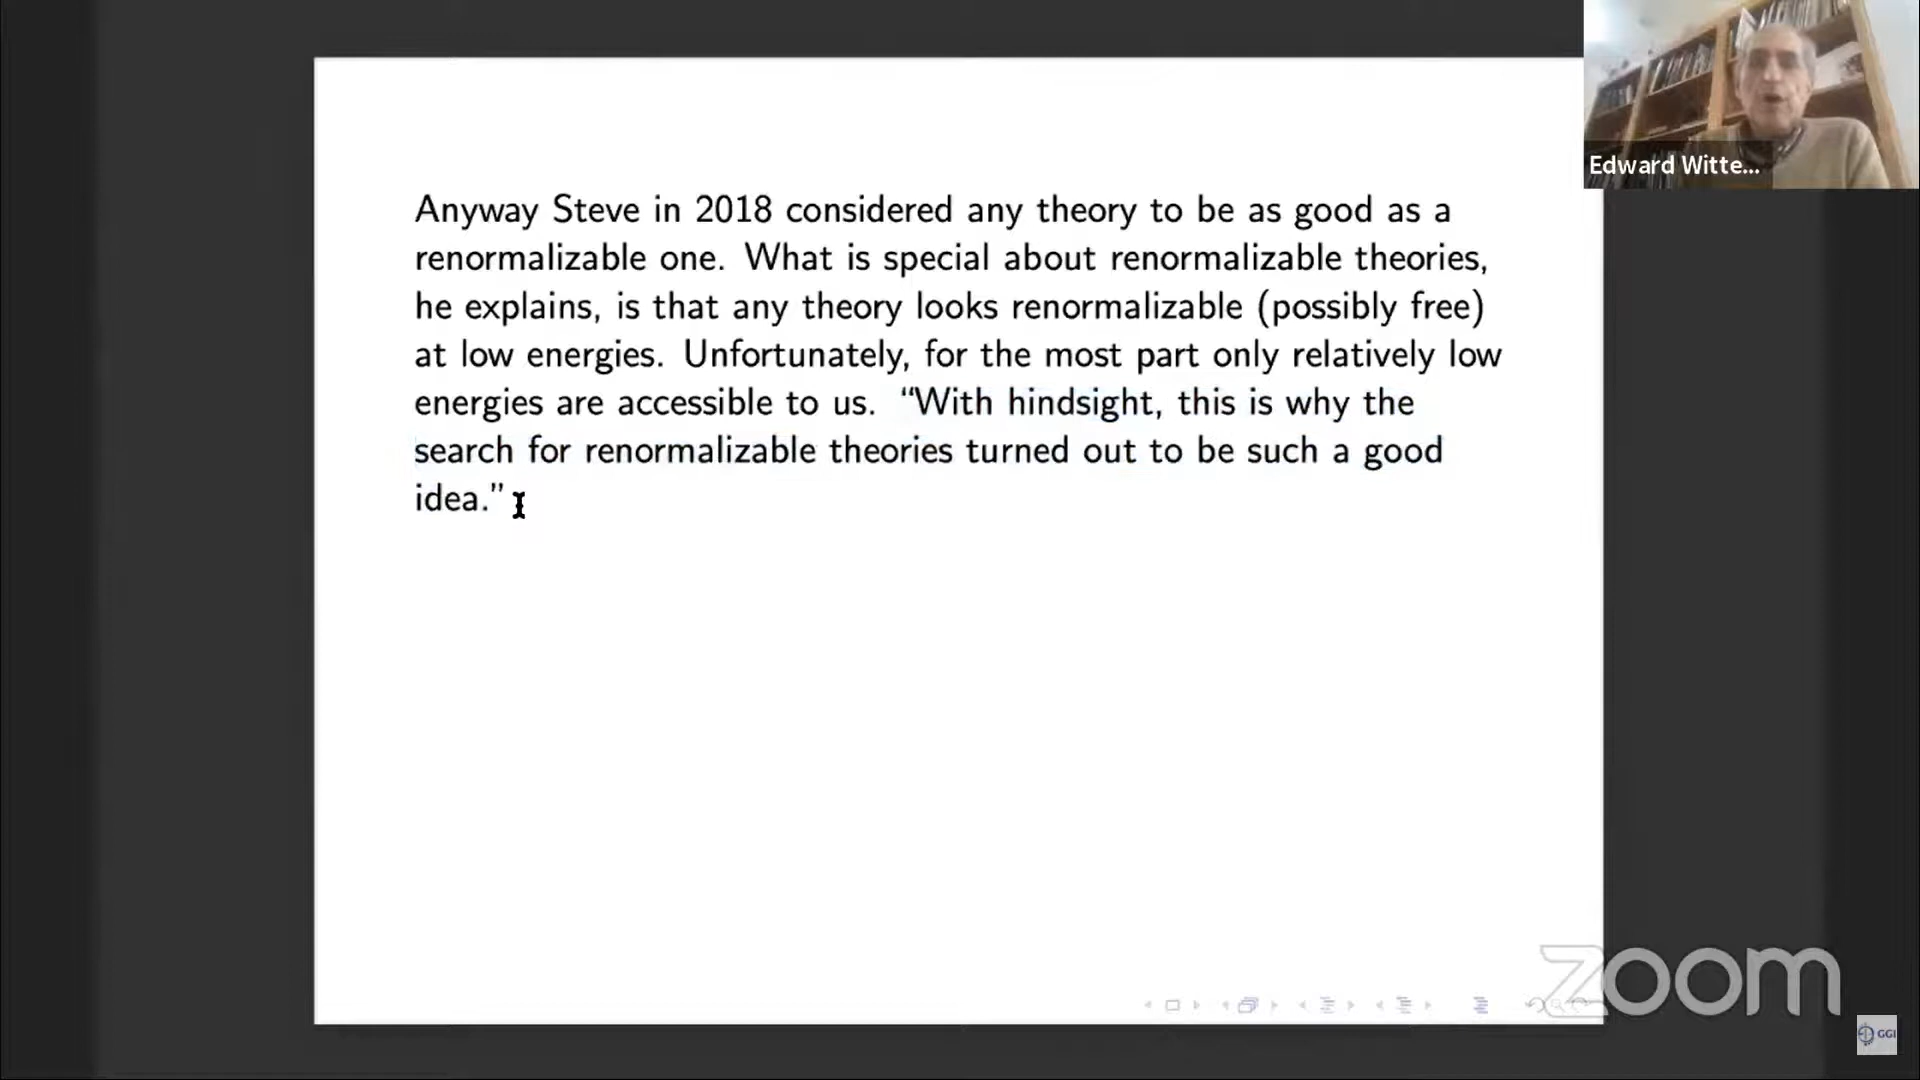 Edward Witte...
Anyway Steve in 2018 considered any theory to be as good as a
renormalizable one. What is special about renormalizable theories,
he explains, is that any theory looks renormalizable (possibly free)
at low energies. Unfortunately, for the most part only relatively low
energies are accessible to us. “With hindsight, this is why the
search for renormalizable theories turned out to be such a good
idea.”
zoom
GGI